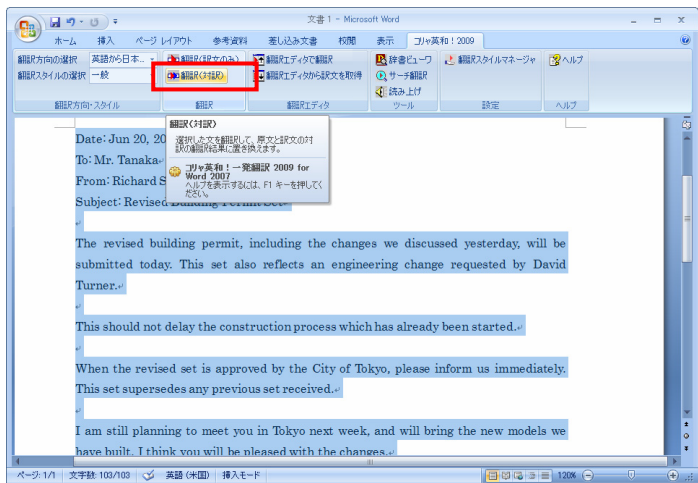 文書 1 - Microsoft Word
ホーム 挿入 ページ レイアウト 参考資料 差し込み文書 校閲 表示 コリャ英和!2009
翻訳方向の選択 英語から日本... 翻訳(訳文のみ) 翻訳エディタで翻訳 辞書ビューワ 翻訳スタイルマネージャ ヘルプ
翻訳スタイルの選択 一般 翻訳(対訳) 翻訳エディタから訳文を取得 サーチ翻訳
読み上げ
翻訳方向・スタイル 翻訳 翻訳エディタ ツール 設定 ヘルプ
翻訳(対訳)
選択した文を翻訳して、原文と訳文の対
訳の翻訳結果に置き換えます。
コリャ英和!一発翻訳 2009 for
Word 2007
ヘルプを表示するには、F1 キーを押してく
ださい。
Date: Jun 20, 20
To: Mr. Tanaka
From: Richard S
Subject: Revised Building Permit Set
The revised building permit, including the changes we discussed yesterday, will be
submitted today. This set also reflects an engineering change requested by David
Turner.
This should not delay the construction process which has already been started.
When the revised set is approved by the City of Tokyo, please inform us immediately.
This set supersedes any previous set received.
I am still planning to meet you in Tokyo next week, and will bring the new models we
have built. I think you will be pleased with the changes.
ページ: 1/1 文字数: 103/103 英語 (米国) 挿入モード 120%